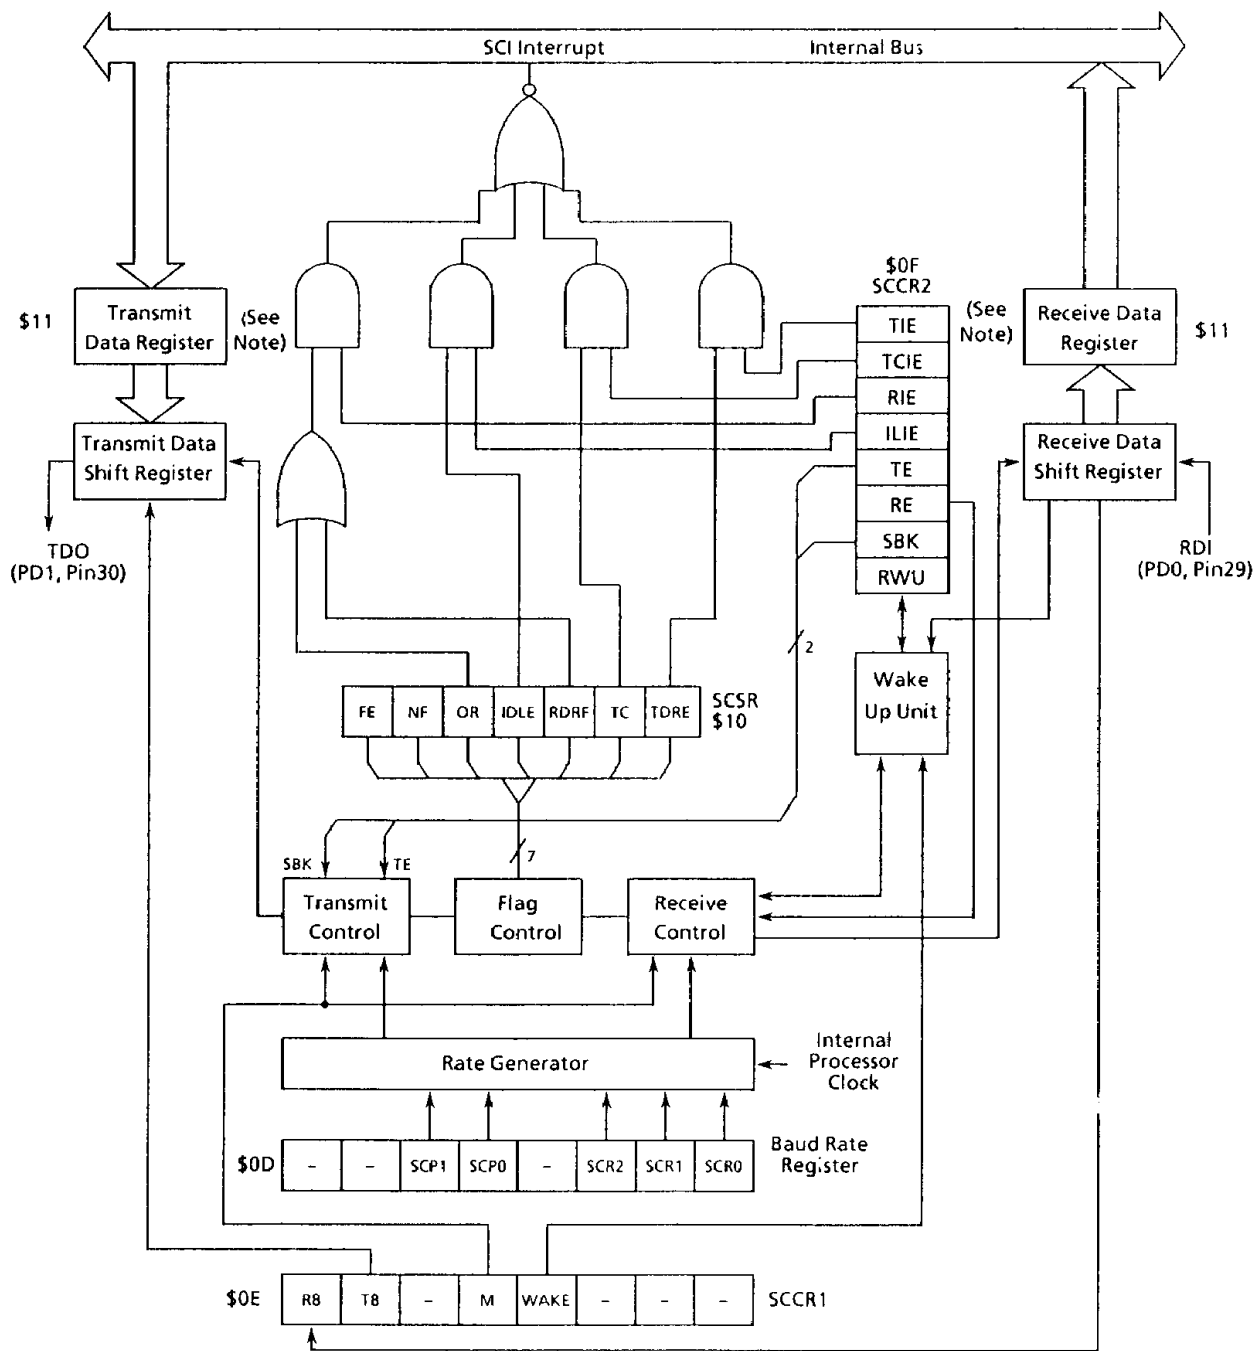 SCI Interrupt
Internal Bus
$11
Transmit
Data Register
(See
Note)
$0F
SCCR2
TIE
TCIE
RIE
ILIE
TE
RE
SBK
RWU
(See
Note)
Receive Data
Register
$11
Transmit Data
Shift Register
TDO
(PD1, Pin30)
Receive Data
Shift Register
RDI
(PD0, Pin29)
2
Wake
Up Unit
FE
NF
OR
IDLE
RDRF
TC
TDRE
SCSR
$10
7
SBK
TE
Transmit
Control
Flag
Control
Receive
Control
Rate Generator
Internal
Processor
Clock
$0D
–
–
SCP1
SCP0
–
SCR2
SCR1
SCR0
Baud Rate
Register
$0E
R8
T8
–
M
WAKE
–
–
–
SCCR1